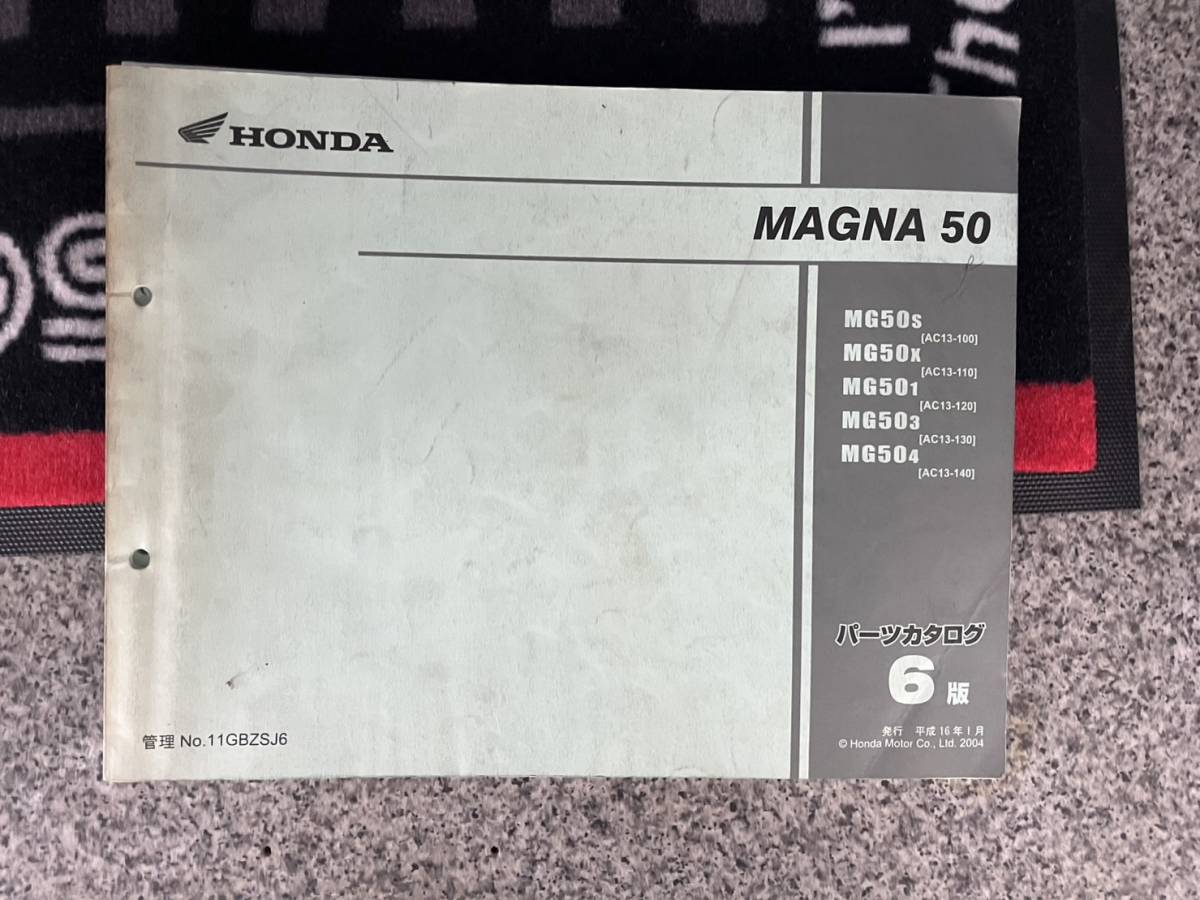 HONDA
MAGNA 50
MG50S
[AC13-100]
MG50X
[AC13-110]
MG501
[AC13-120]
MG503
[AC13-130]
MG504
[AC13-140]
パーツカタログ
6版
管理 No.11GBZSJ6
発行 平成16年1月
© Honda Motor Co., Ltd. 2004